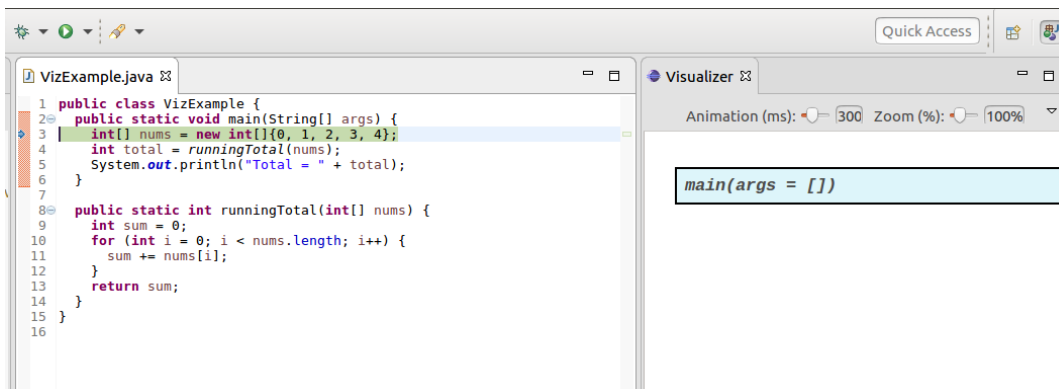 Quick Access
VizExample.java
1 public class VizExample {
2 public static void main(String[] args) {
3 int[] nums = new int[]{0, 1, 2, 3, 4};
4 int total = runningTotal(nums);
5 System.out.println("Total = " + total);
6 }
7
8 public static int runningTotal(int[] nums) {
9 int sum = 0;
10 for (int i = 0; i < nums.length; i++) {
11 sum += nums[i];
12 }
13 return sum;
14 }
15 }
16
Visualizer
Animation (ms): 300 Zoom (%): 100%
main(args = [])